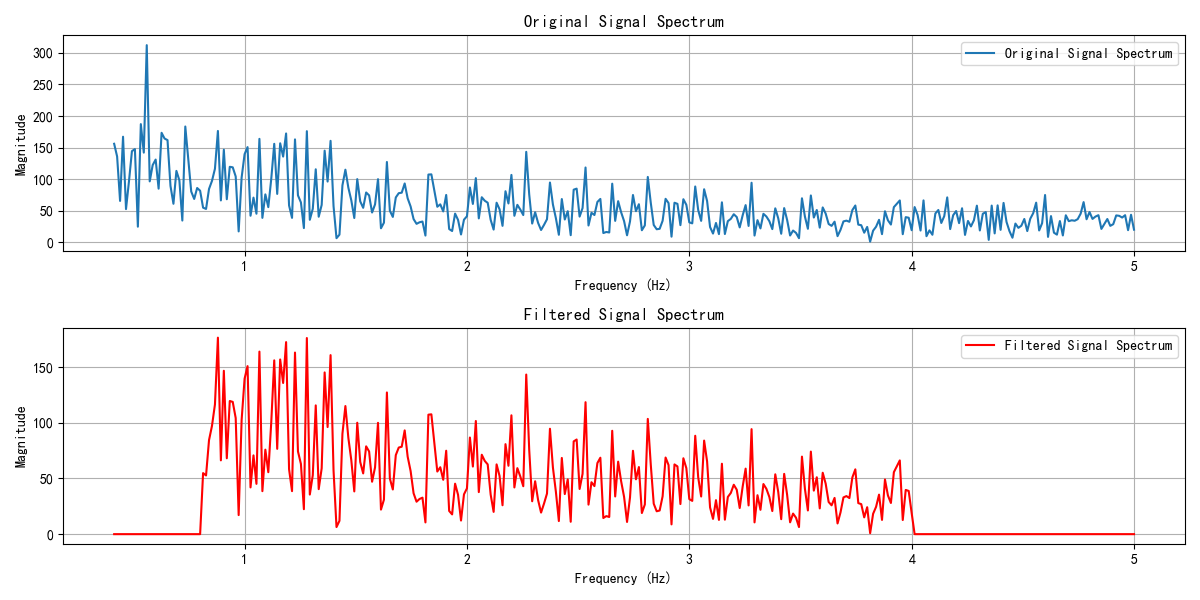 Original Signal Spectrum
300
250
200
150
100
50
0
Magnitude
Original Signal Spectrum
1 2 3 4 5
Frequency (Hz)
Filtered Signal Spectrum
150
100
50
0
Magnitude
Filtered Signal Spectrum
1 2 3 4 5
Frequency (Hz)